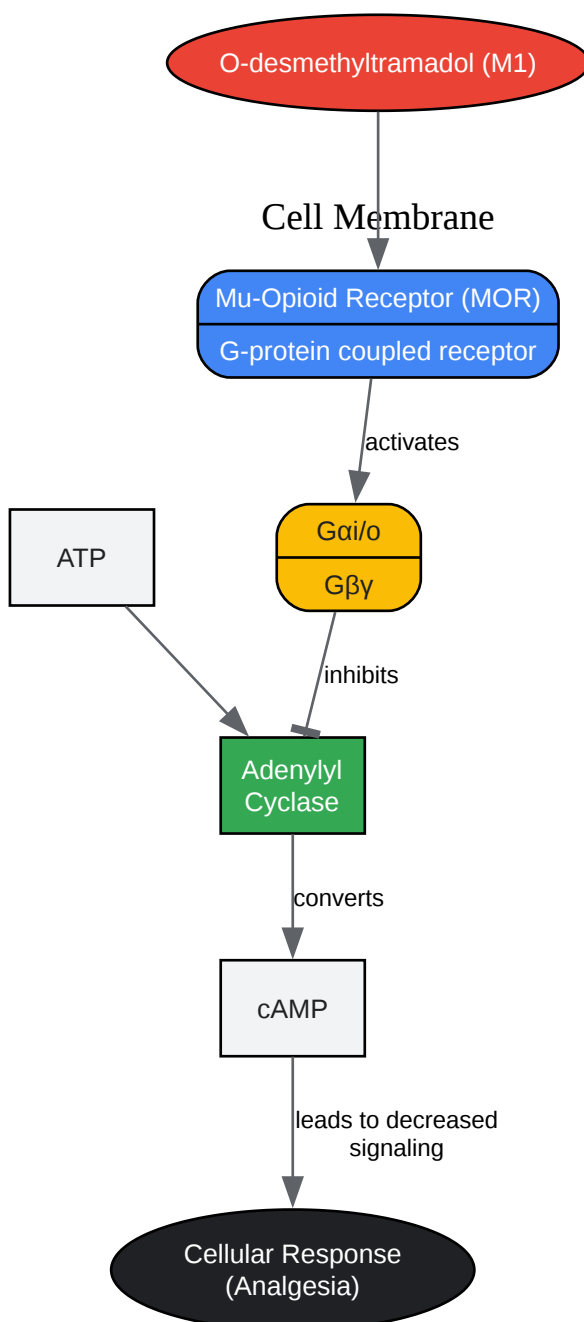 O-desmethyltramadol (M1)
Cell Membrane
Mu-Opioid Receptor (MOR)
G-protein coupled receptor
activates
Gαi/o
Gβγ
ATP
inhibits
Adenylyl
Cyclase
converts
cAMP
leads to decreased
signaling
Cellular Response
(Analgesia)